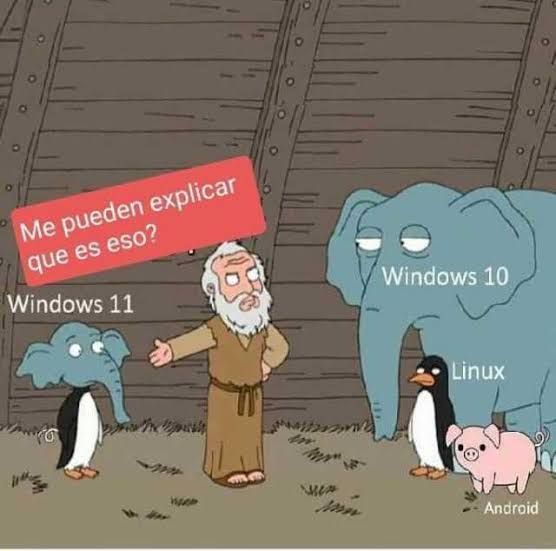 Me pueden explicar
que es eso?
Windows 11
Windows 10
Linux
Android